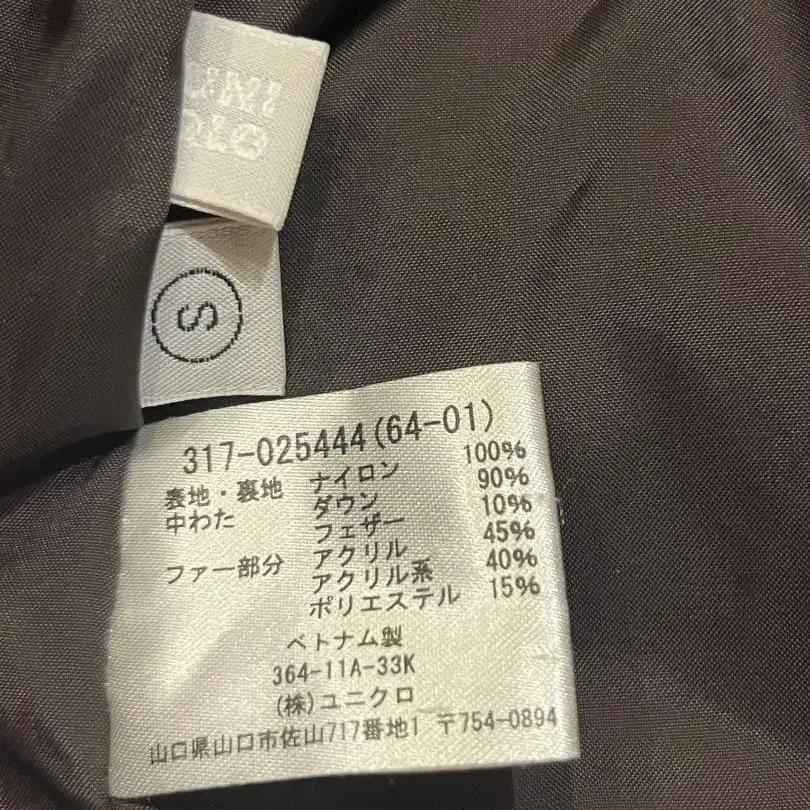 UNI
QLO
S
317-025444(64-01)
表地・裏地 ナイロン 100%
中わた ダウン 90%
フェザー 10%
ファー部分 アクリル 45%
アクリル系 40%
ポリエステル 15%
ベトナム製
364-11A-33K
(株)ユニクロ
山口県山口市佐山717番地1 〒754-0894